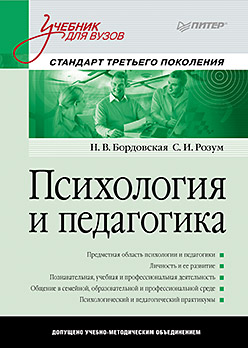 Учебник
для вузов
ПИТЕР®
СТАНДАРТ ТРЕТЬЕГО ПОКОЛЕНИЯ
Н. В. Бордовская С. И. Розум
Психология
и педагогика
Предметная область психологии и педагогики
Личность и ее развитие
Познавательная, учебная и профессиональная деятельность
Общение в семейной, образовательной и профессиональной среде
Психологический и педагогический практикумы
ДОПУЩЕНО УЧЕБНО-МЕТОДИЧЕСКИМ ОБЪЕДИНЕНИЕМ